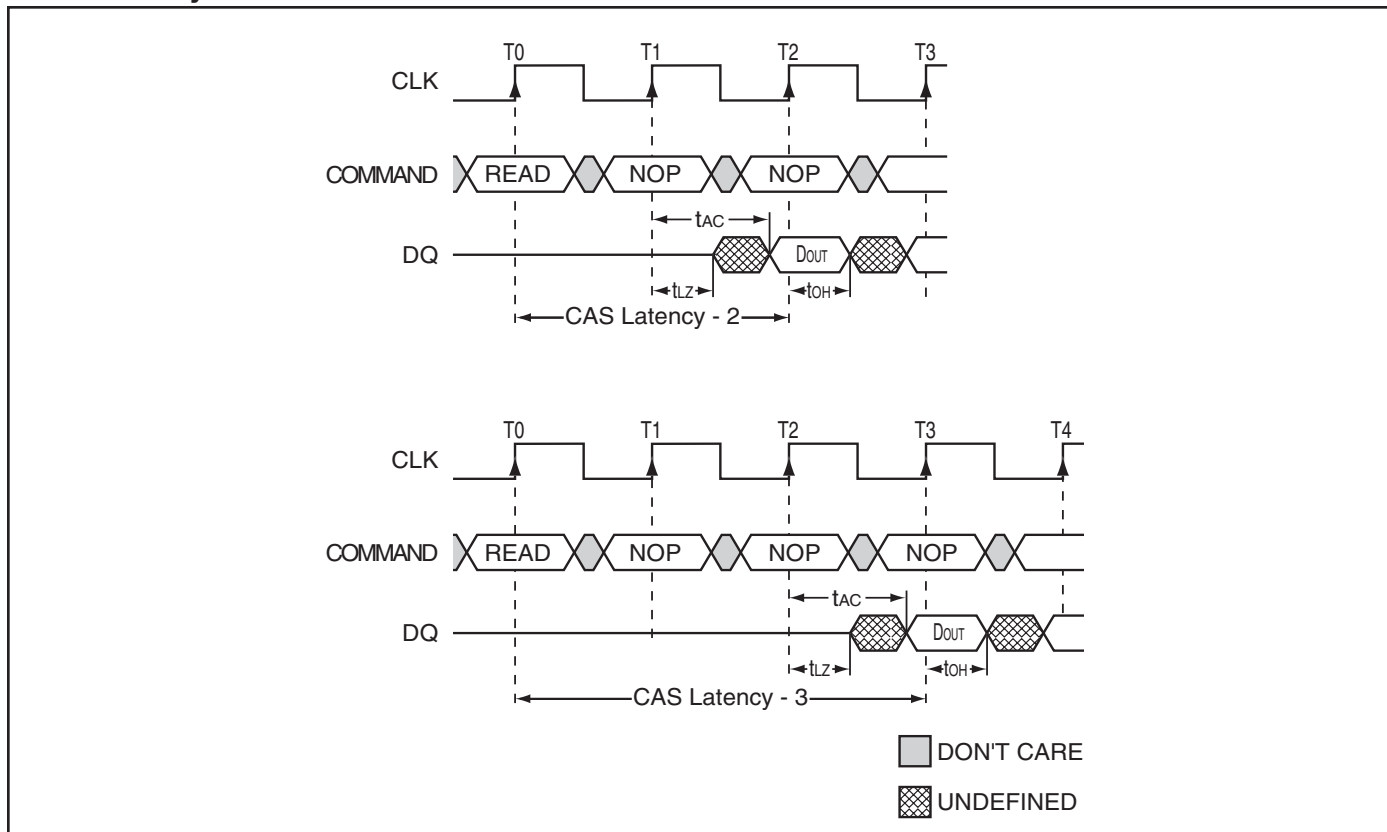 T0 T1 T2 T3
CLK
COMMAND READ NOP NOP
tAC
DQ DOUT
tLZ tOH
CAS Latency - 2
T0 T1 T2 T3 T4
CLK
COMMAND READ NOP NOP NOP
tAC
DQ DOUT
tLZ tOH
CAS Latency - 3
DON'T CARE
UNDEFINED